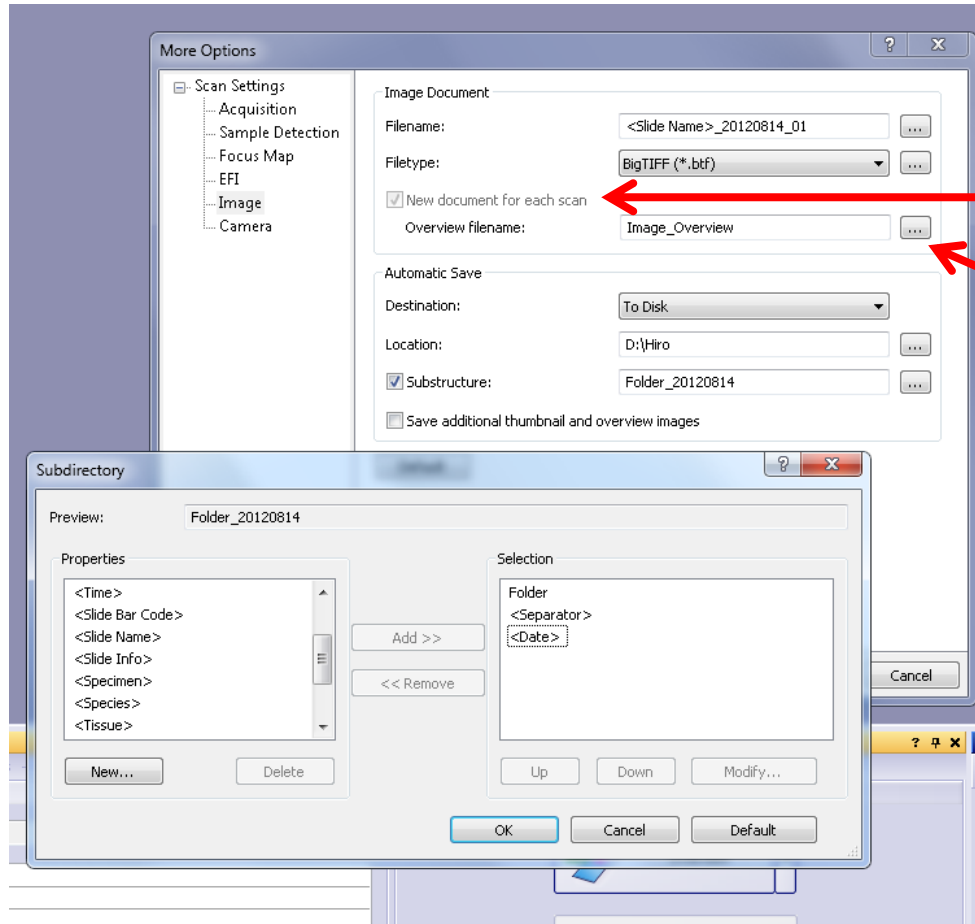 More Options
Scan Settings
Acquisition
Sample Detection
Focus Map
EFI
Image
Camera
Image Document
Filename: <Slide Name>_20120814_01 ...
Filetype: BigTIFF (*.btf) ...
New document for each scan
Overview filename: Image_Overview ...
Automatic Save
Destination: To Disk
Location: D:\Hiro ...
Substructure: Folder_20120814 ...
Save additional thumbnail and overview images
Cancel
Subdirectory
Preview: Folder_20120814
Properties
<Time>
<Slide Bar Code>
<Slide Name>
<Slide Info>
<Specimen>
<Species>
<Tissue>
New... Delete
Add >>
<< Remove
Selection
Folder
<Separator>
<Date>
Up Down Modify...
OK Cancel Default